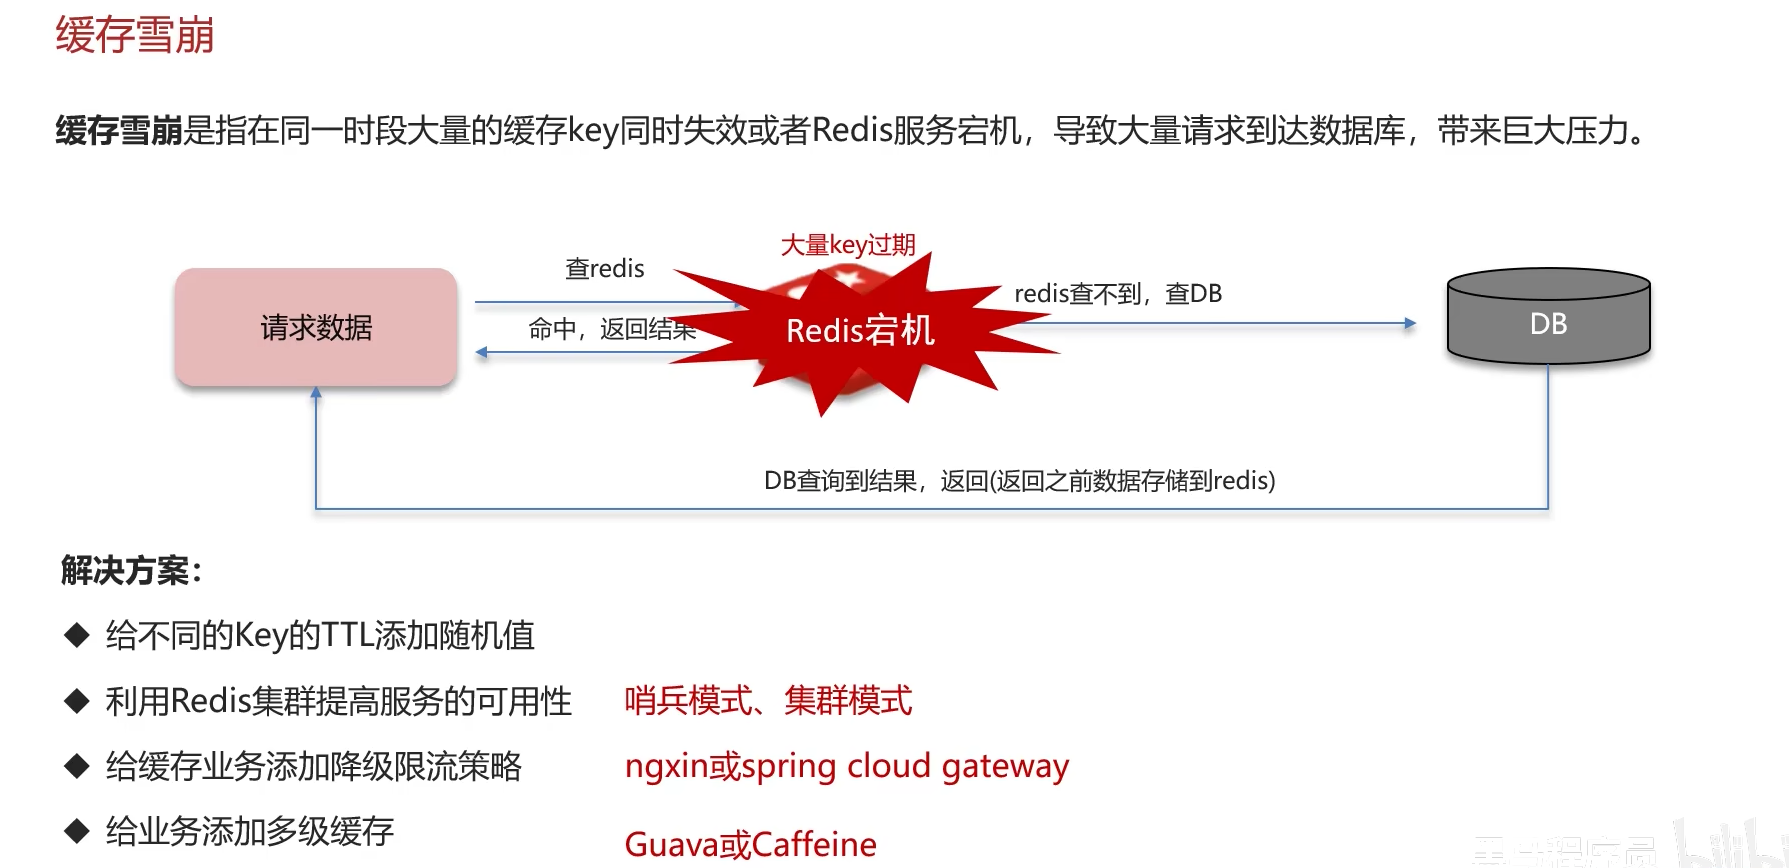 缓存雪崩
缓存雪崩是指在同一时段大量的缓存key同时失效或者Redis服务宕机，导致大量请求到达数据库，带来巨大压力。
大量key过期
查redis
redis查不到，查DB
请求数据
命中，返回结果
Redis宕机
DB
DB查询到结果，返回(返回之前数据存储到redis)
解决方案：
◆ 给不同的Key的TTL添加随机值
◆ 利用Redis集群提高服务的可用性 哨兵模式、集群模式
◆ 给缓存业务添加降级限流策略 ngxin或spring cloud gateway
◆ 给业务添加多级缓存 Guava或Caffeine